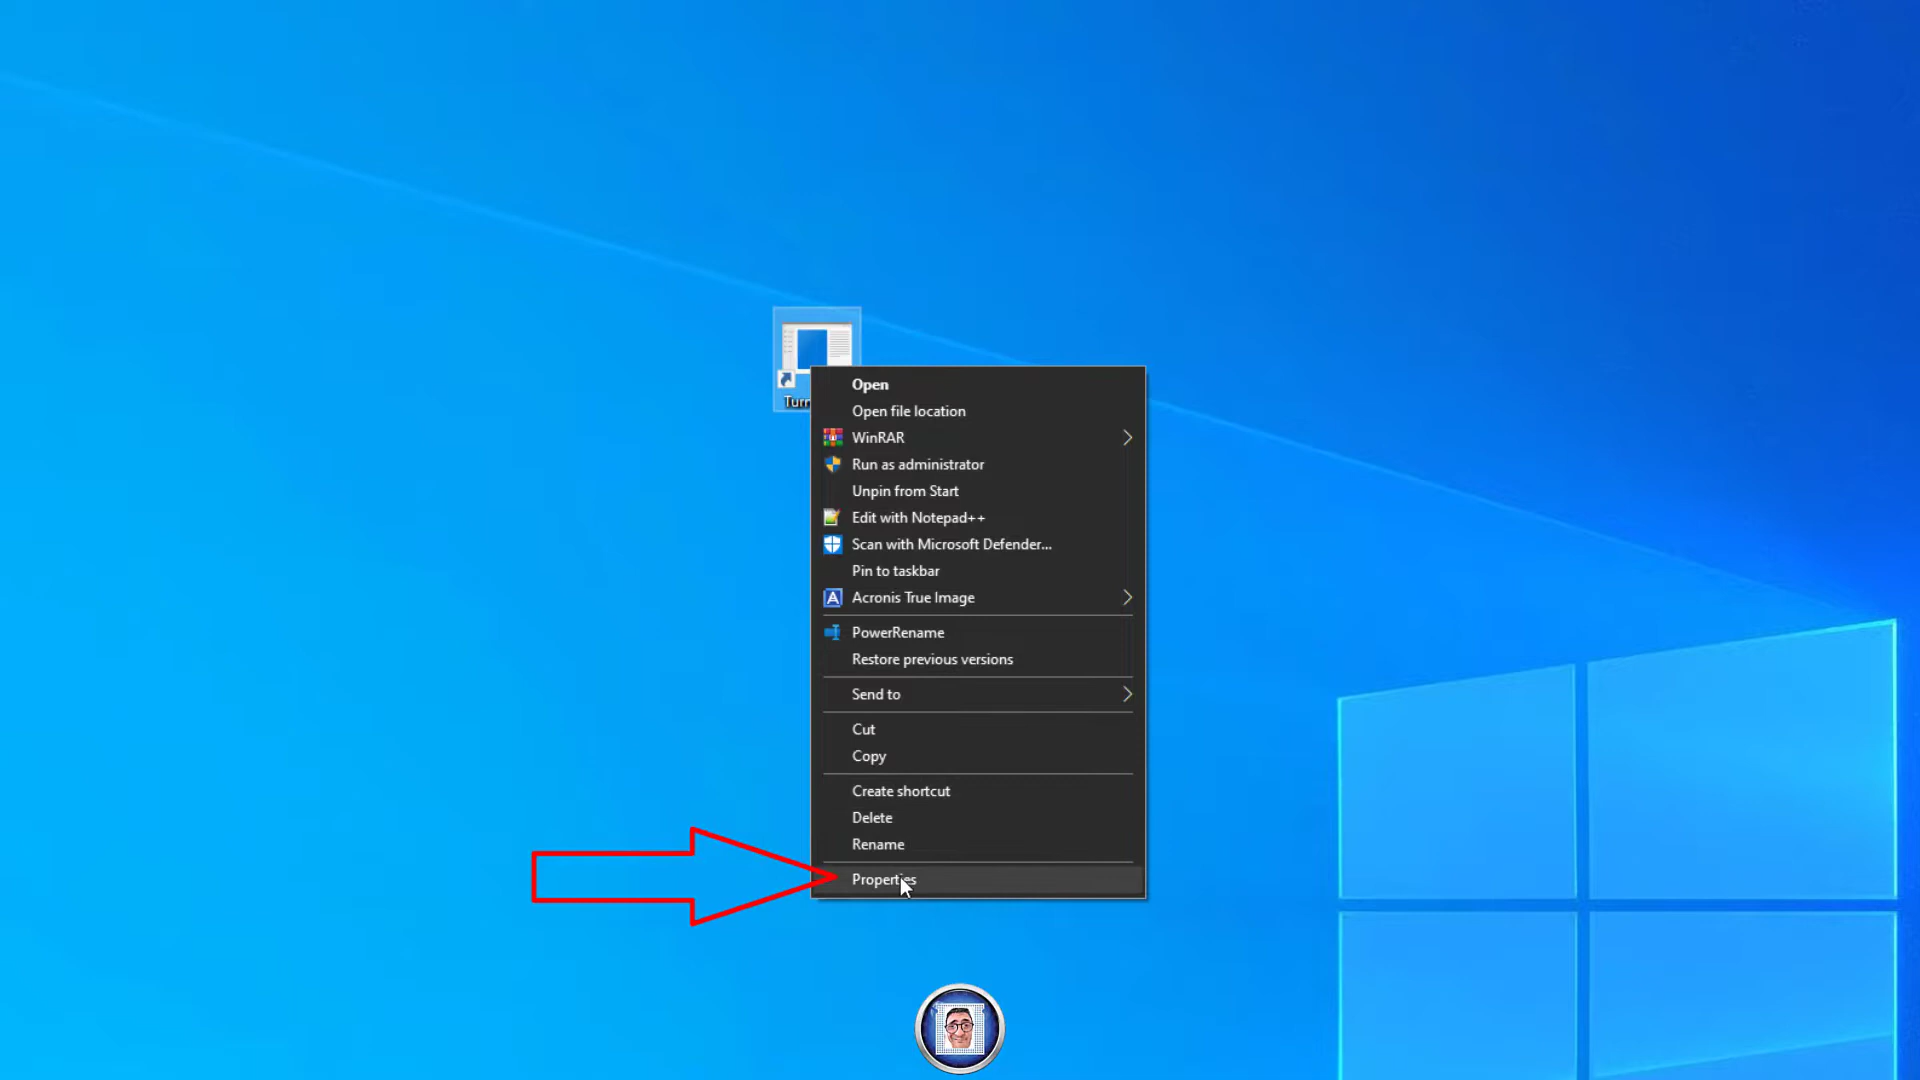 Turn
Open
Open file location
WinRAR
Run as administrator
Unpin from Start
Edit with Notepad++
Scan with Microsoft Defender...
Pin to taskbar
Acronis True Image
PowerRename
Restore previous versions
Send to
Cut
Copy
Create shortcut
Delete
Rename
Properties